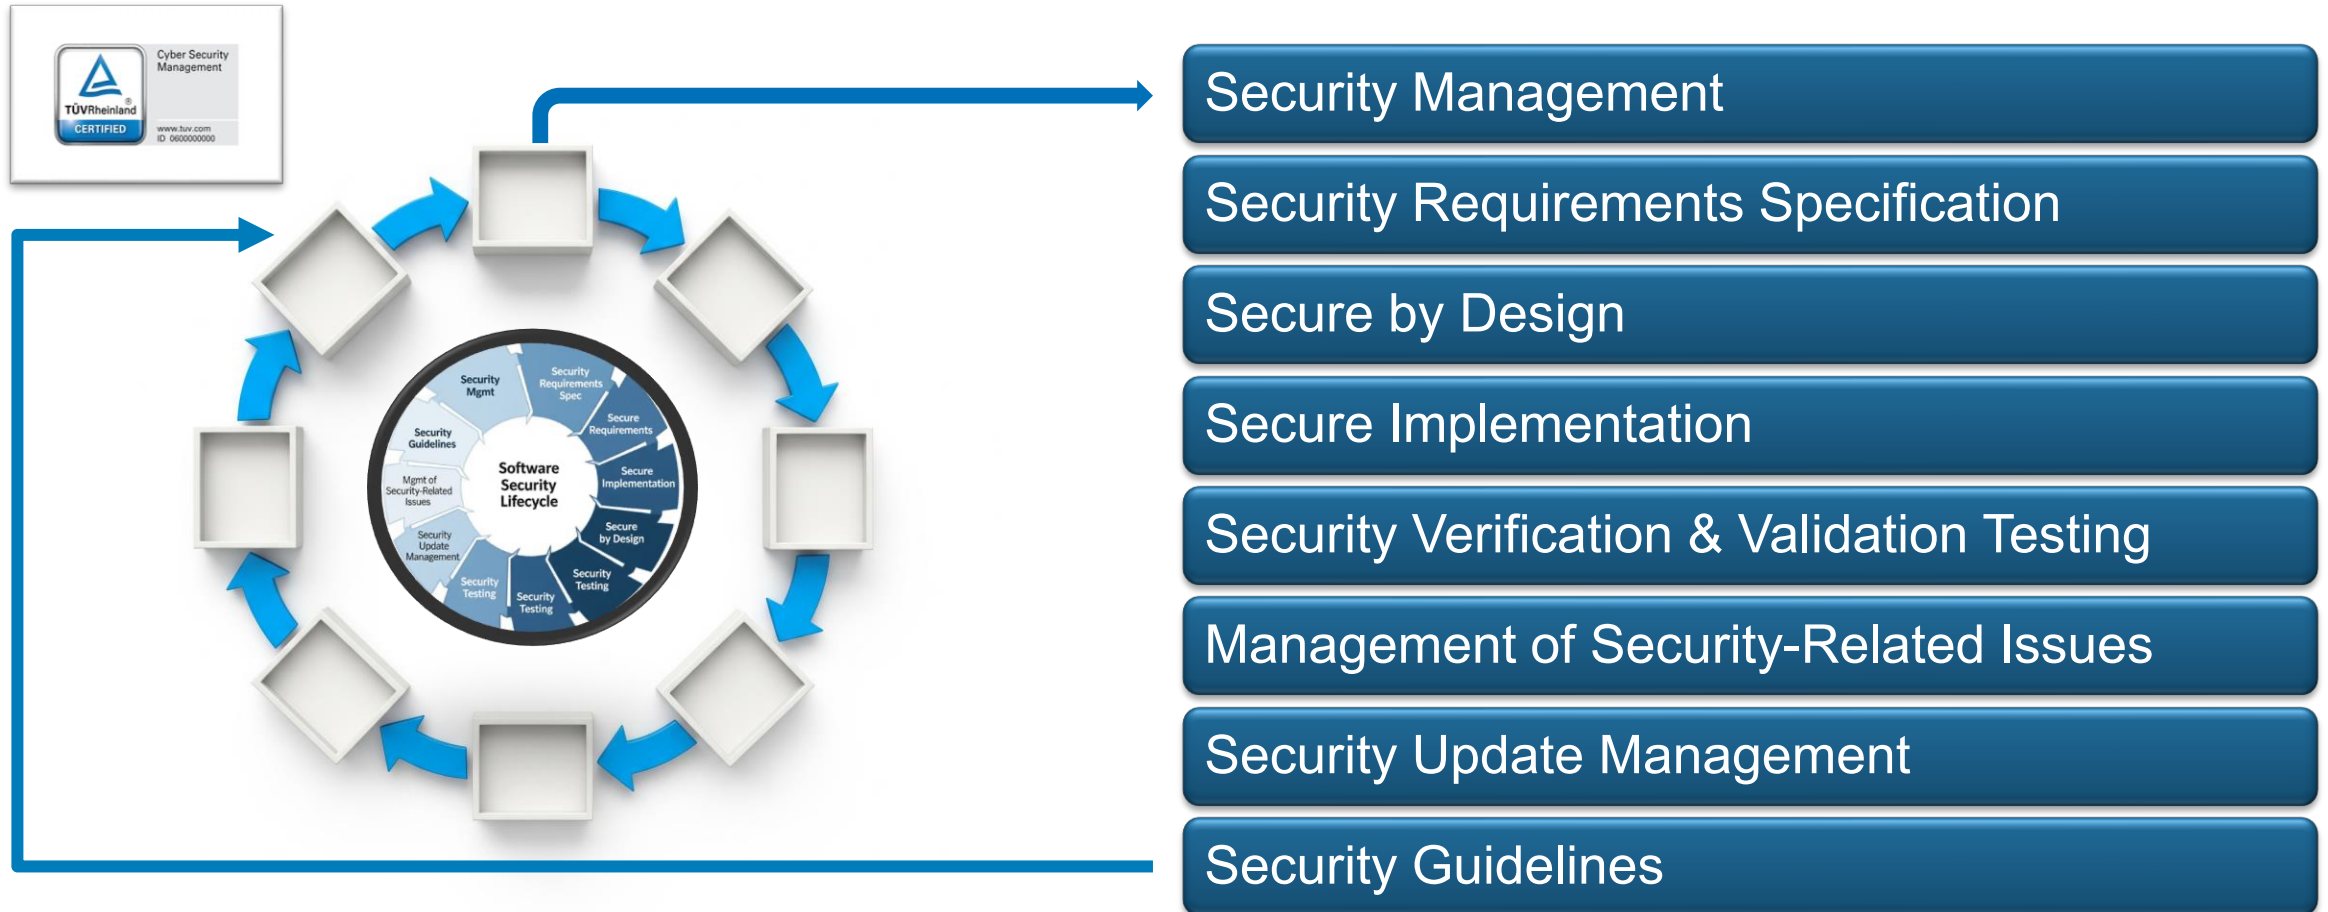 Cyber Security
Management
TÜVRheinland®
CERTIFIED
www.tuv.com
ID 0600000000
Security
Mgmt
Security
Requirements
Spec
Secure
Requirements
Secure
Implementation
Secure
by Design
Security
Testing
Security
Testing
Security
Testing
Security
Update
Management
Mgmt of
Security-Related
Issues
Security
Guidelines
Software
Security
Lifecycle
Security Management
Security Requirements Specification
Secure by Design
Secure Implementation
Security Verification & Validation Testing
Management of Security-Related Issues
Security Update Management
Security Guidelines